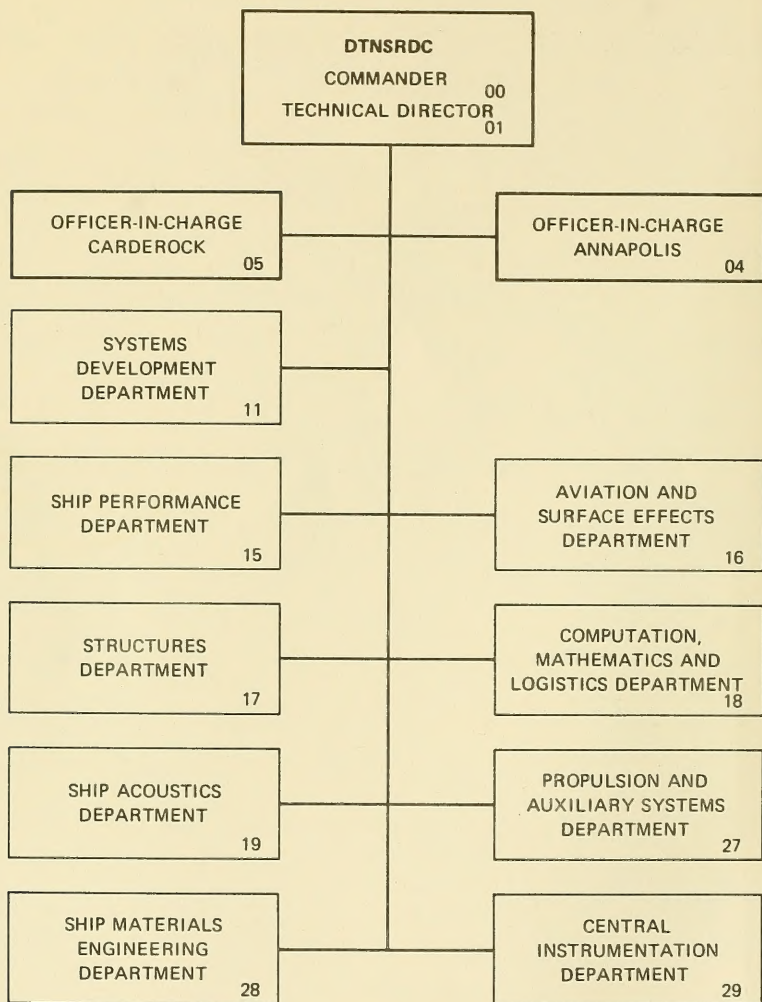 DTNSRDC
COMMANDER
00
TECHNICAL DIRECTOR
01
OFFICER-IN-CHARGE
CARDEROCK
05
OFFICER-IN-CHARGE
ANNAPOLIS
04
SYSTEMS
DEVELOPMENT
DEPARTMENT
11
SHIP PERFORMANCE
DEPARTMENT
15
AVIATION AND
SURFACE EFFECTS
DEPARTMENT
16
STRUCTURES
DEPARTMENT
17
COMPUTATION,
MATHEMATICS AND
LOGISTICS DEPARTMENT
18
SHIP ACOUSTICS
DEPARTMENT
19
PROPULSION AND
AUXILIARY SYSTEMS
DEPARTMENT
27
SHIP MATERIALS
ENGINEERING
DEPARTMENT
28
CENTRAL
INSTRUMENTATION
DEPARTMENT
29